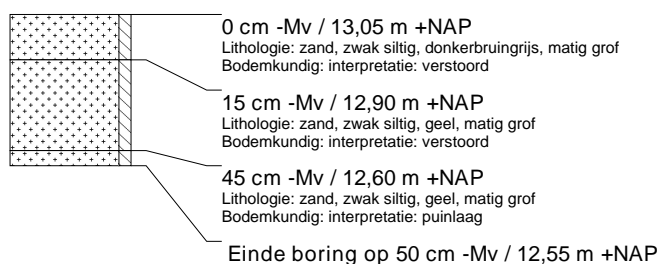 0 cm -Mv / 13,05 m +NAP
Lithologie: zand, zwak siltig, donkerbruingrijs, matig grof
Bodemkundig: interpretatie: verstoord
15 cm -Mv / 12,90 m +NAP
Lithologie: zand, zwak siltig, geel, matig grof
Bodemkundig: interpretatie: verstoord
45 cm -Mv / 12,60 m +NAP
Lithologie: zand, zwak siltig, geel, matig grof
Bodemkundig: interpretatie: puinlaag
Einde boring op 50 cm -Mv / 12,55 m +NAP